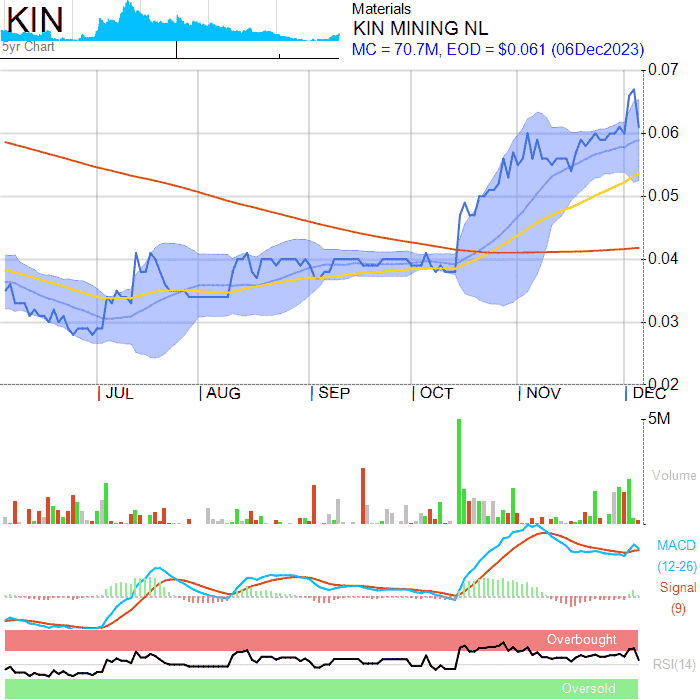 KIN
5yr Chart
Materials
KIN MINING NL
MC = 70.7M, EOD = $0.061 (06Dec2023)
0.07
0.06
0.05
0.04
0.03
0.02
JUL AUG SEP OCT NOV DEC
5M
Volume
MACD
(12-26)
Signal
(9)
Overbought
RSI(14)
Oversold